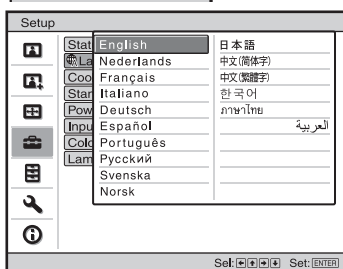 Setup
Stat
La
Coo
Star
Pow
Inpu
Colo
Lam
English
Nederlands
Français
Italiano
Deutsch
Español
Português
Русский
Svenska
Norsk
日本語
中文(简体字)
中文(繁體字)
한국어
ภาษาไทย
العربية
Sel: Set: ENTER